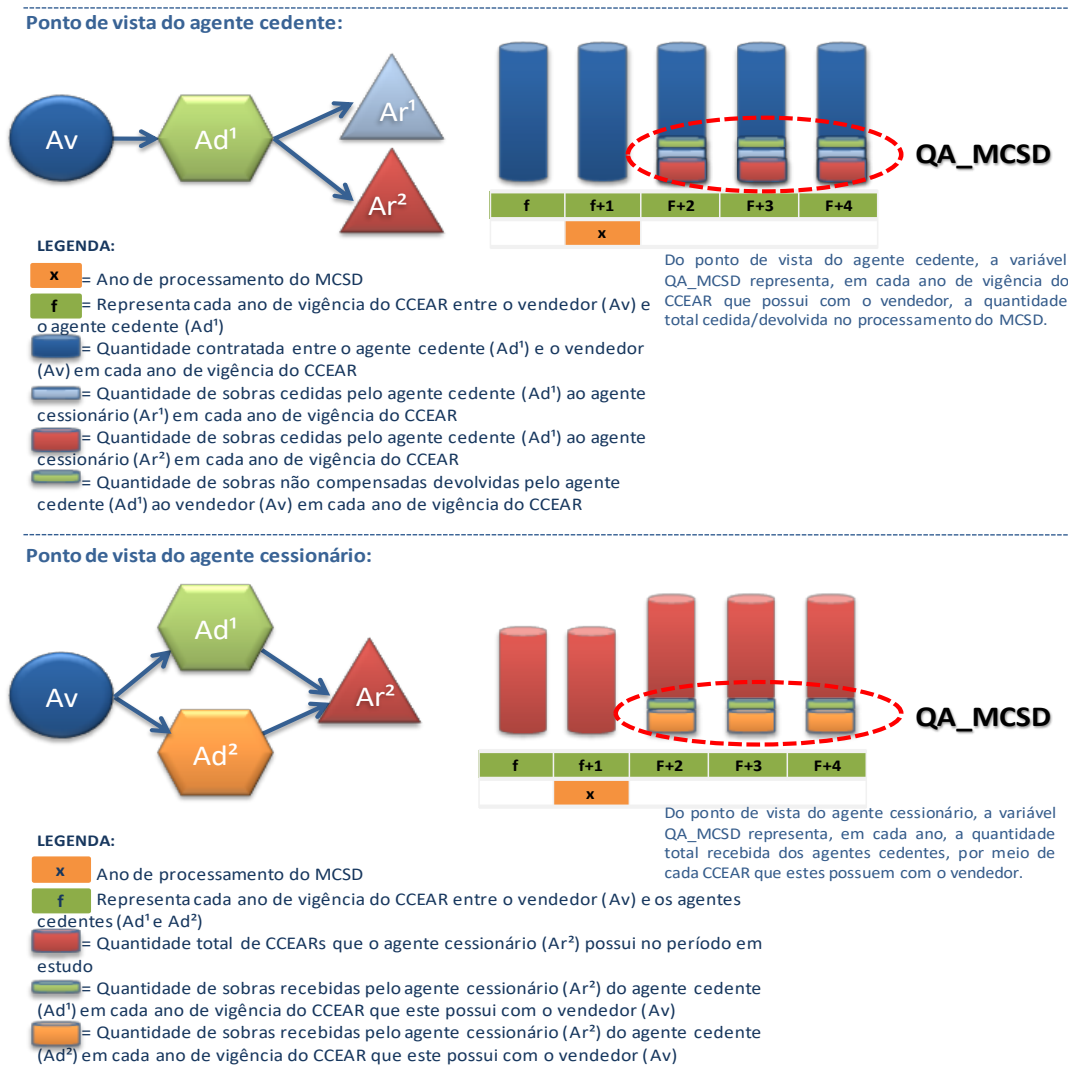 Ponto de vista do agente cedente:
Av
Ad¹
Ar¹
Ar²
QA_MCSD
f f+1 F+2 F+3 F+4
x
LEGENDA:
x = Ano de processamento do MCSD
f = Representa cada ano de vigência do CCEAR entre o vendedor (Av) e
o agente cedente (Ad¹)
= Quantidade contratada entre o agente cedente (Ad¹) e o vendedor
(Av) em cada ano de vigência do CCEAR
= Quantidade de sobras cedidas pelo agente cedente (Ad¹) ao agente
cessionário (Ar¹) em cada ano de vigência do CCEAR
= Quantidade de sobras cedidas pelo agente cedente (Ad¹) ao agente
cessionário (Ar²) em cada ano de vigência do CCEAR
= Quantidade de sobras não compensadas devolvidas pelo agente
cedente (Ad¹) ao vendedor (Av) em cada ano de vigência do CCEAR
Do ponto de vista do agente cedente, a variável
QA_MCSD representa, em cada ano de vigência do
CCEAR que possui com o vendedor, a quantidade
total cedida/devolvida no processamento do MCSD.
Ponto de vista do agente cessionário:
Av
Ad¹
Ad²
Ar²
QA_MCSD
f f+1 F+2 F+3 F+4
x
Do ponto de vista do agente cessionário, a variável
QA_MCSD representa, em cada ano, a quantidade
total recebida dos agentes cedentes, por meio de
cada CCEAR que estes possuem com o vendedor.
LEGENDA:
x Ano de processamento do MCSD
f Representa cada ano de vigência do CCEAR entre o vendedor (Av) e os agentes
cedentes (Ad¹ e Ad²)
= Quantidade total de CCEARs que o agente cessionário (Ar²) possui no período em
estudo
= Quantidade de sobras recebidas pelo agente cessionário (Ar²) do agente cedente
(Ad¹) em cada ano de vigência do CCEAR que este possui com o vendedor (Av)
= Quantidade de sobras recebidas pelo agente cessionário (Ar²) do agente cedente
(Ad²) em cada ano de vigência do CCEAR que este possui com o vendedor (Av)